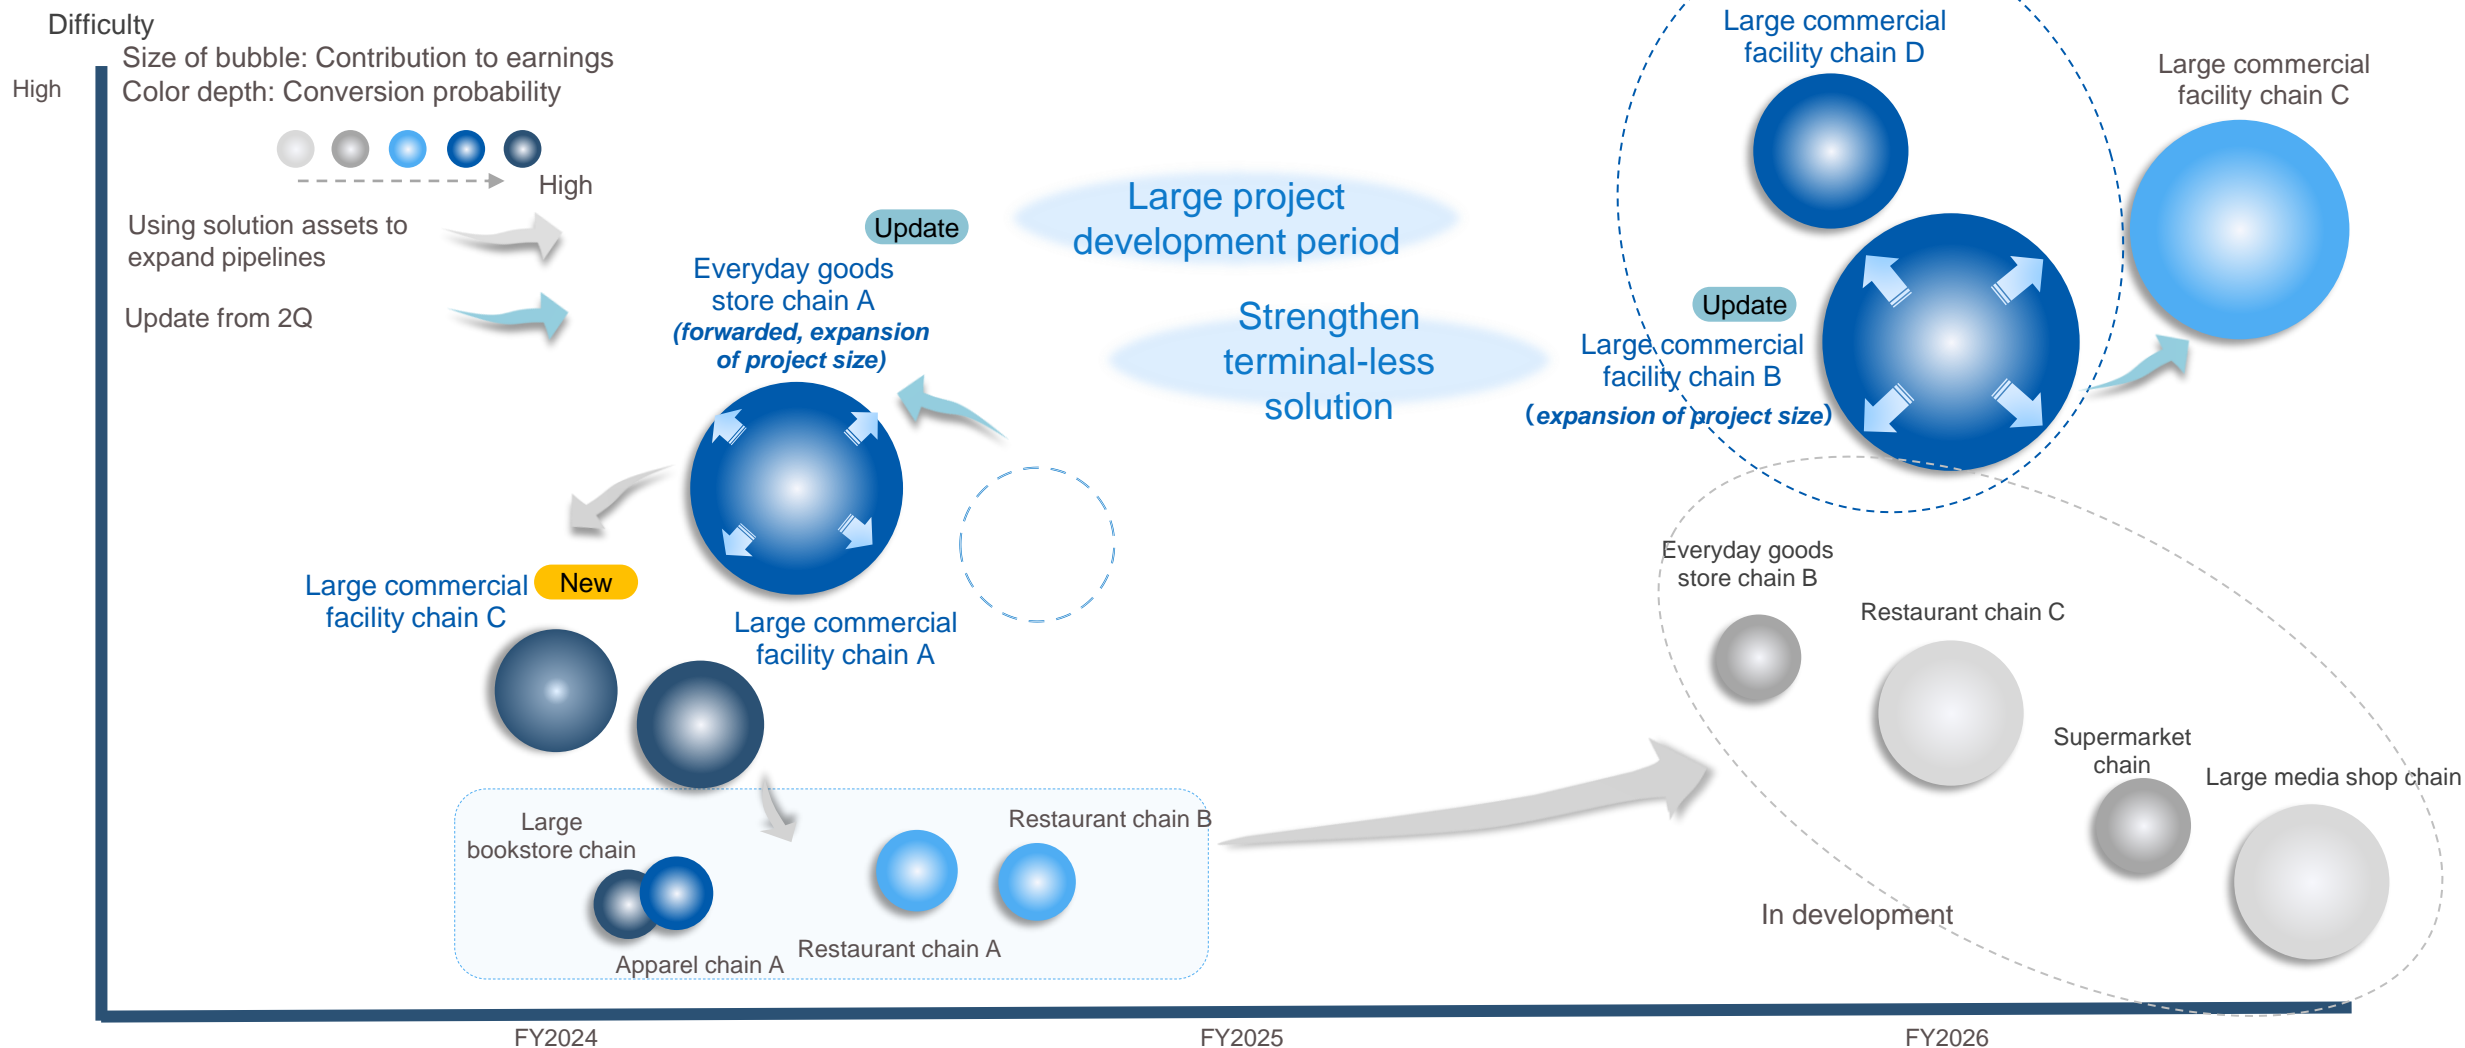 Difficulty
Size of bubble: Contribution to earnings
High
Color depth: Conversion probability
High
Using solution assets to
expand pipelines
Update from 2Q
Update
Everyday goods
store chain A
(forwarded, expansion
of project size)
Large project
development period
Strengthen
terminal-less
solution
Large commercial
facility chain D
Large commercial
facility chain C
Update
Large commercial
facility chain B
(expansion of project size)
Large commercial
facility chain C
New
Large commercial
facility chain A
Large
bookstore chain
Apparel chain A
Restaurant chain A
Restaurant chain B
Everyday goods
store chain B
Restaurant chain C
Supermarket
chain
Large media shop chain
In development
FY2024
FY2025
FY2026